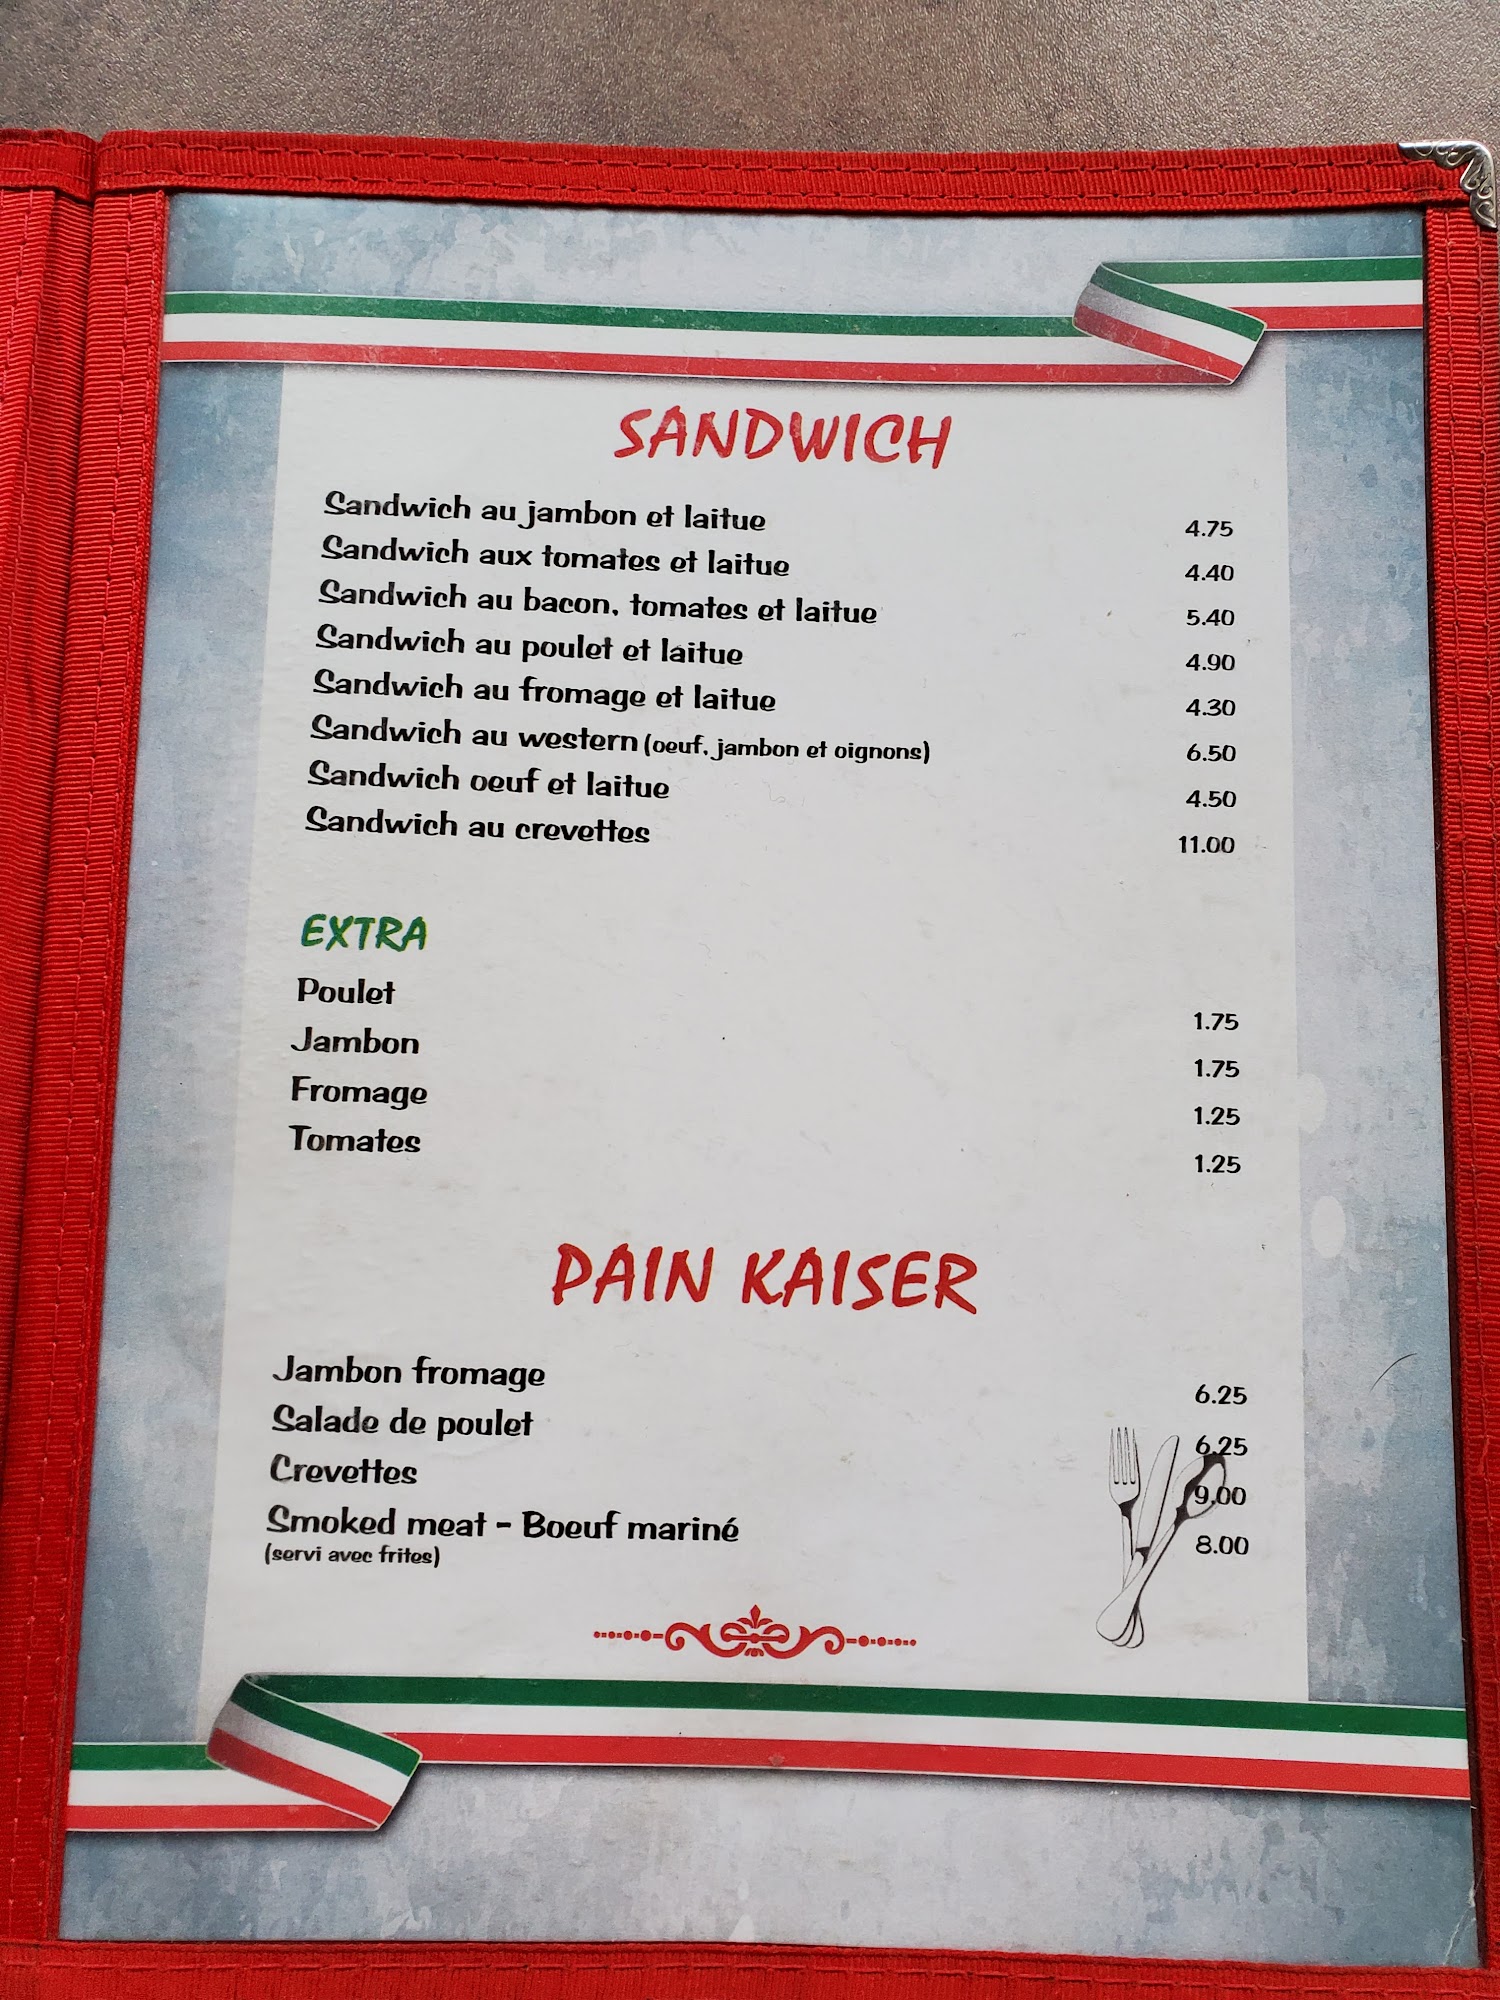 SANDWICH
Sandwich au jambon et laitue 4.75
Sandwich aux tomates et laitue 4.40
Sandwich au bacon, tomates et laitue 5.40
Sandwich au poulet et laitue 4.90
Sandwich au fromage et laitue 4.30
Sandwich au western (oeuf, jambon et oignons) 6.50
Sandwich oeuf et laitue 4.50
Sandwich au crevettes 11.00
EXTRA
Poulet 1.75
Jambon 1.75
Fromage 1.25
Tomates 1.25
PAIN KAISER
Jambon fromage 6.25
Salade de poulet 6.25
Crevettes 9.00
Smoked meat - Boeuf mariné 8.00
(servi avec frites)